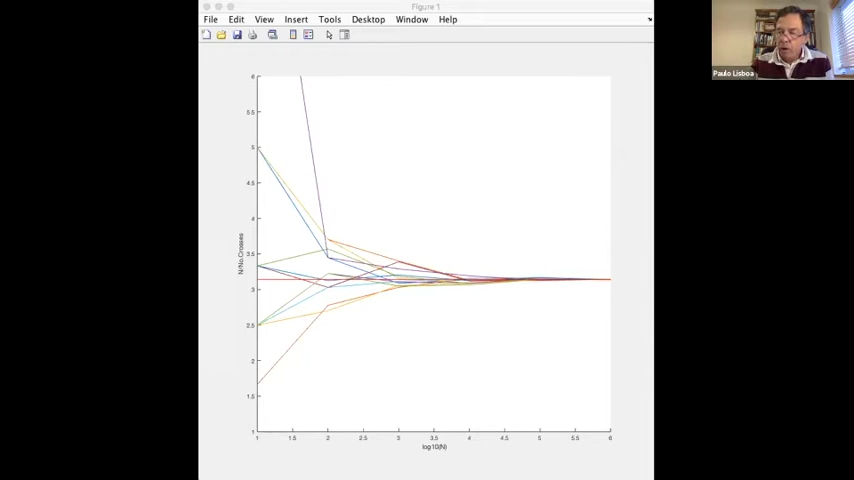 Figure 1
File Edit View Insert Tools Desktop Window Help
Paulo Lisboa
6
5.5
5
4.5
4
3.5
3
2.5
2
1.5
1
N/No.Crosses
1 1.5 2 2.5 3 3.5 4 4.5 5 5.5 6
log10(N)